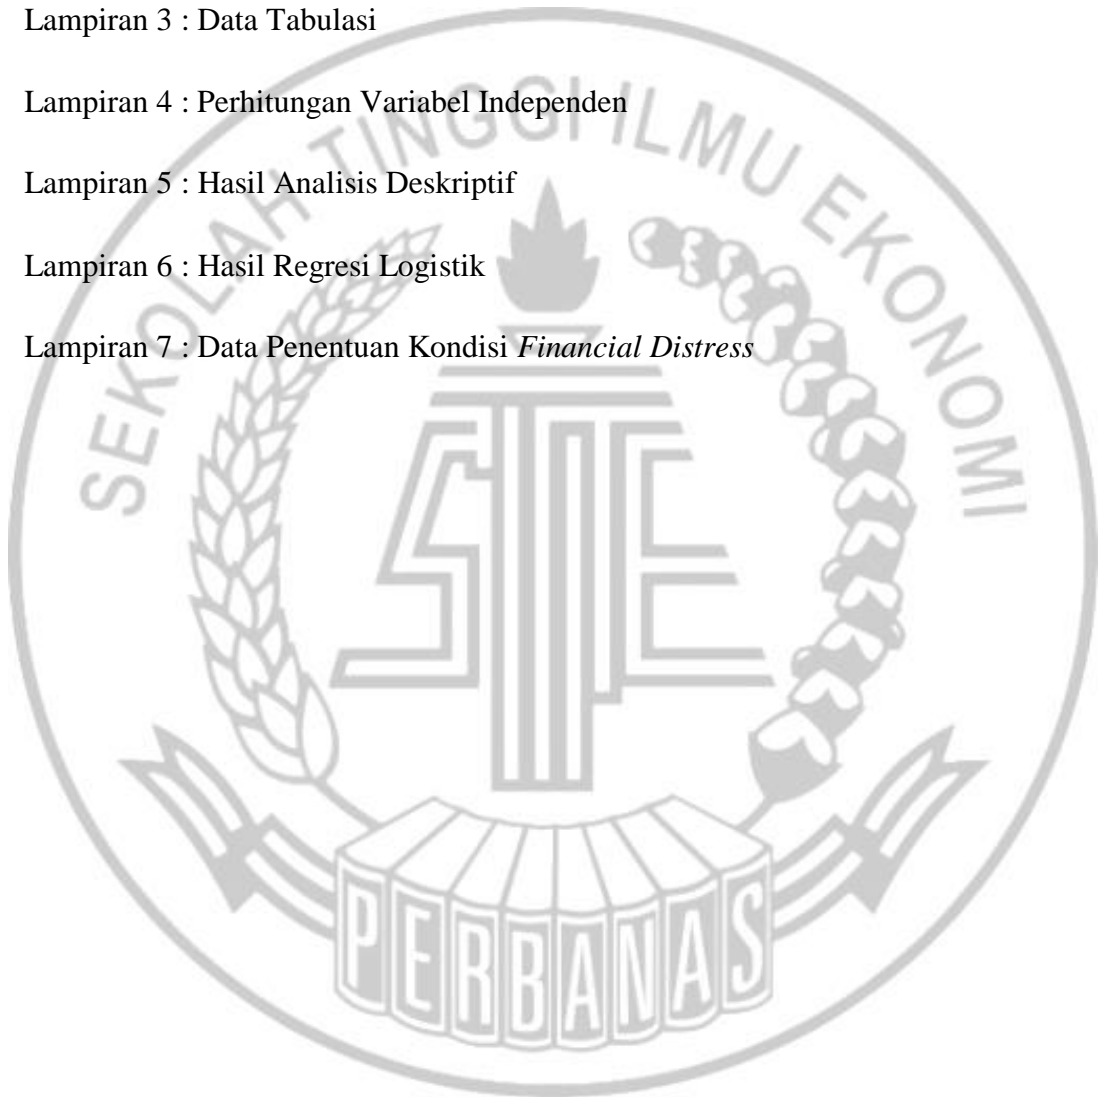 Lampiran 3 : Data Tabulasi
Lampiran 4 : Perhitungan Variabel Independen
Lampiran 5 : Hasil Analisis Deskriptif
Lampiran 6 : Hasil Regresi Logistik
Lampiran 7 : Data Penentuan Kondisi Financial Distress
SEKOLAH TINGGI ILMU EKONOMI
STIE
PERBANAS